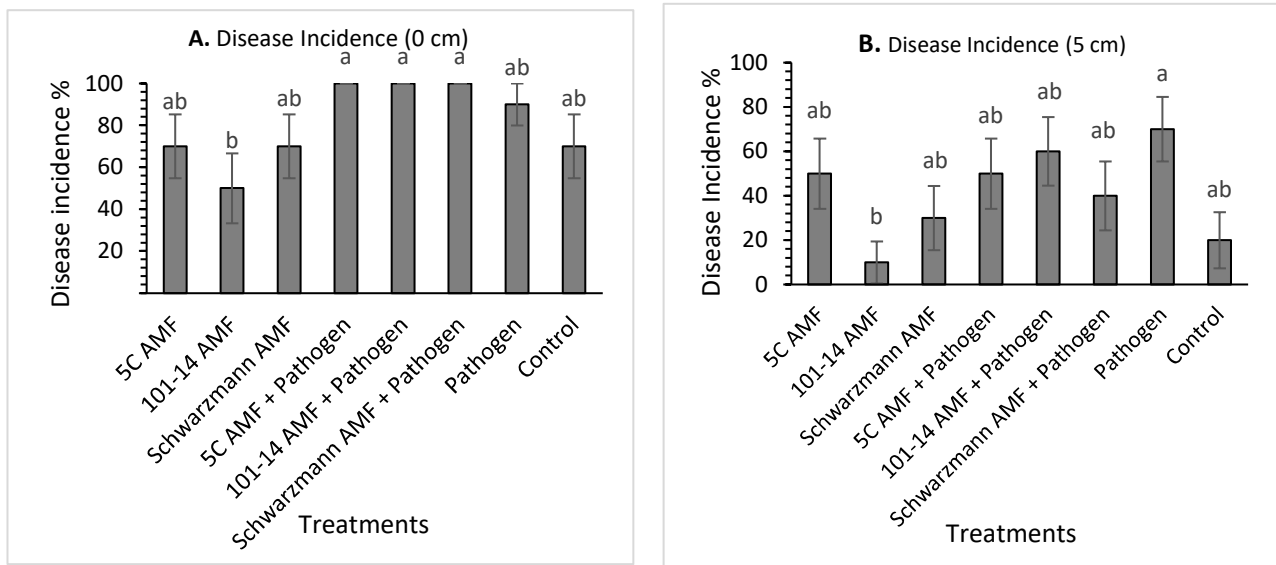 A. Disease Incidence (0 cm)
a a a
ab
ab ab ab
b
100
80
60
40
20
Disease incidence %
5C AMF
101-14 AMF
Schwarzmann AMF
5C AMF + Pathogen
101-14 AMF + Pathogen
Schwarzmann AMF + Pathogen
Pathogen
Control
Treatments
B. Disease Incidence (5 cm)
ab b ab ab ab ab a ab
100
80
60
40
20
0
Disease Incidence %
5C AMF
101-14 AMF
Schwarzmann AMF
5C AMF + Pathogen
101-14 AMF + Pathogen
Schwarzmann AMF + Pathogen
Pathogen
Control
Treatments